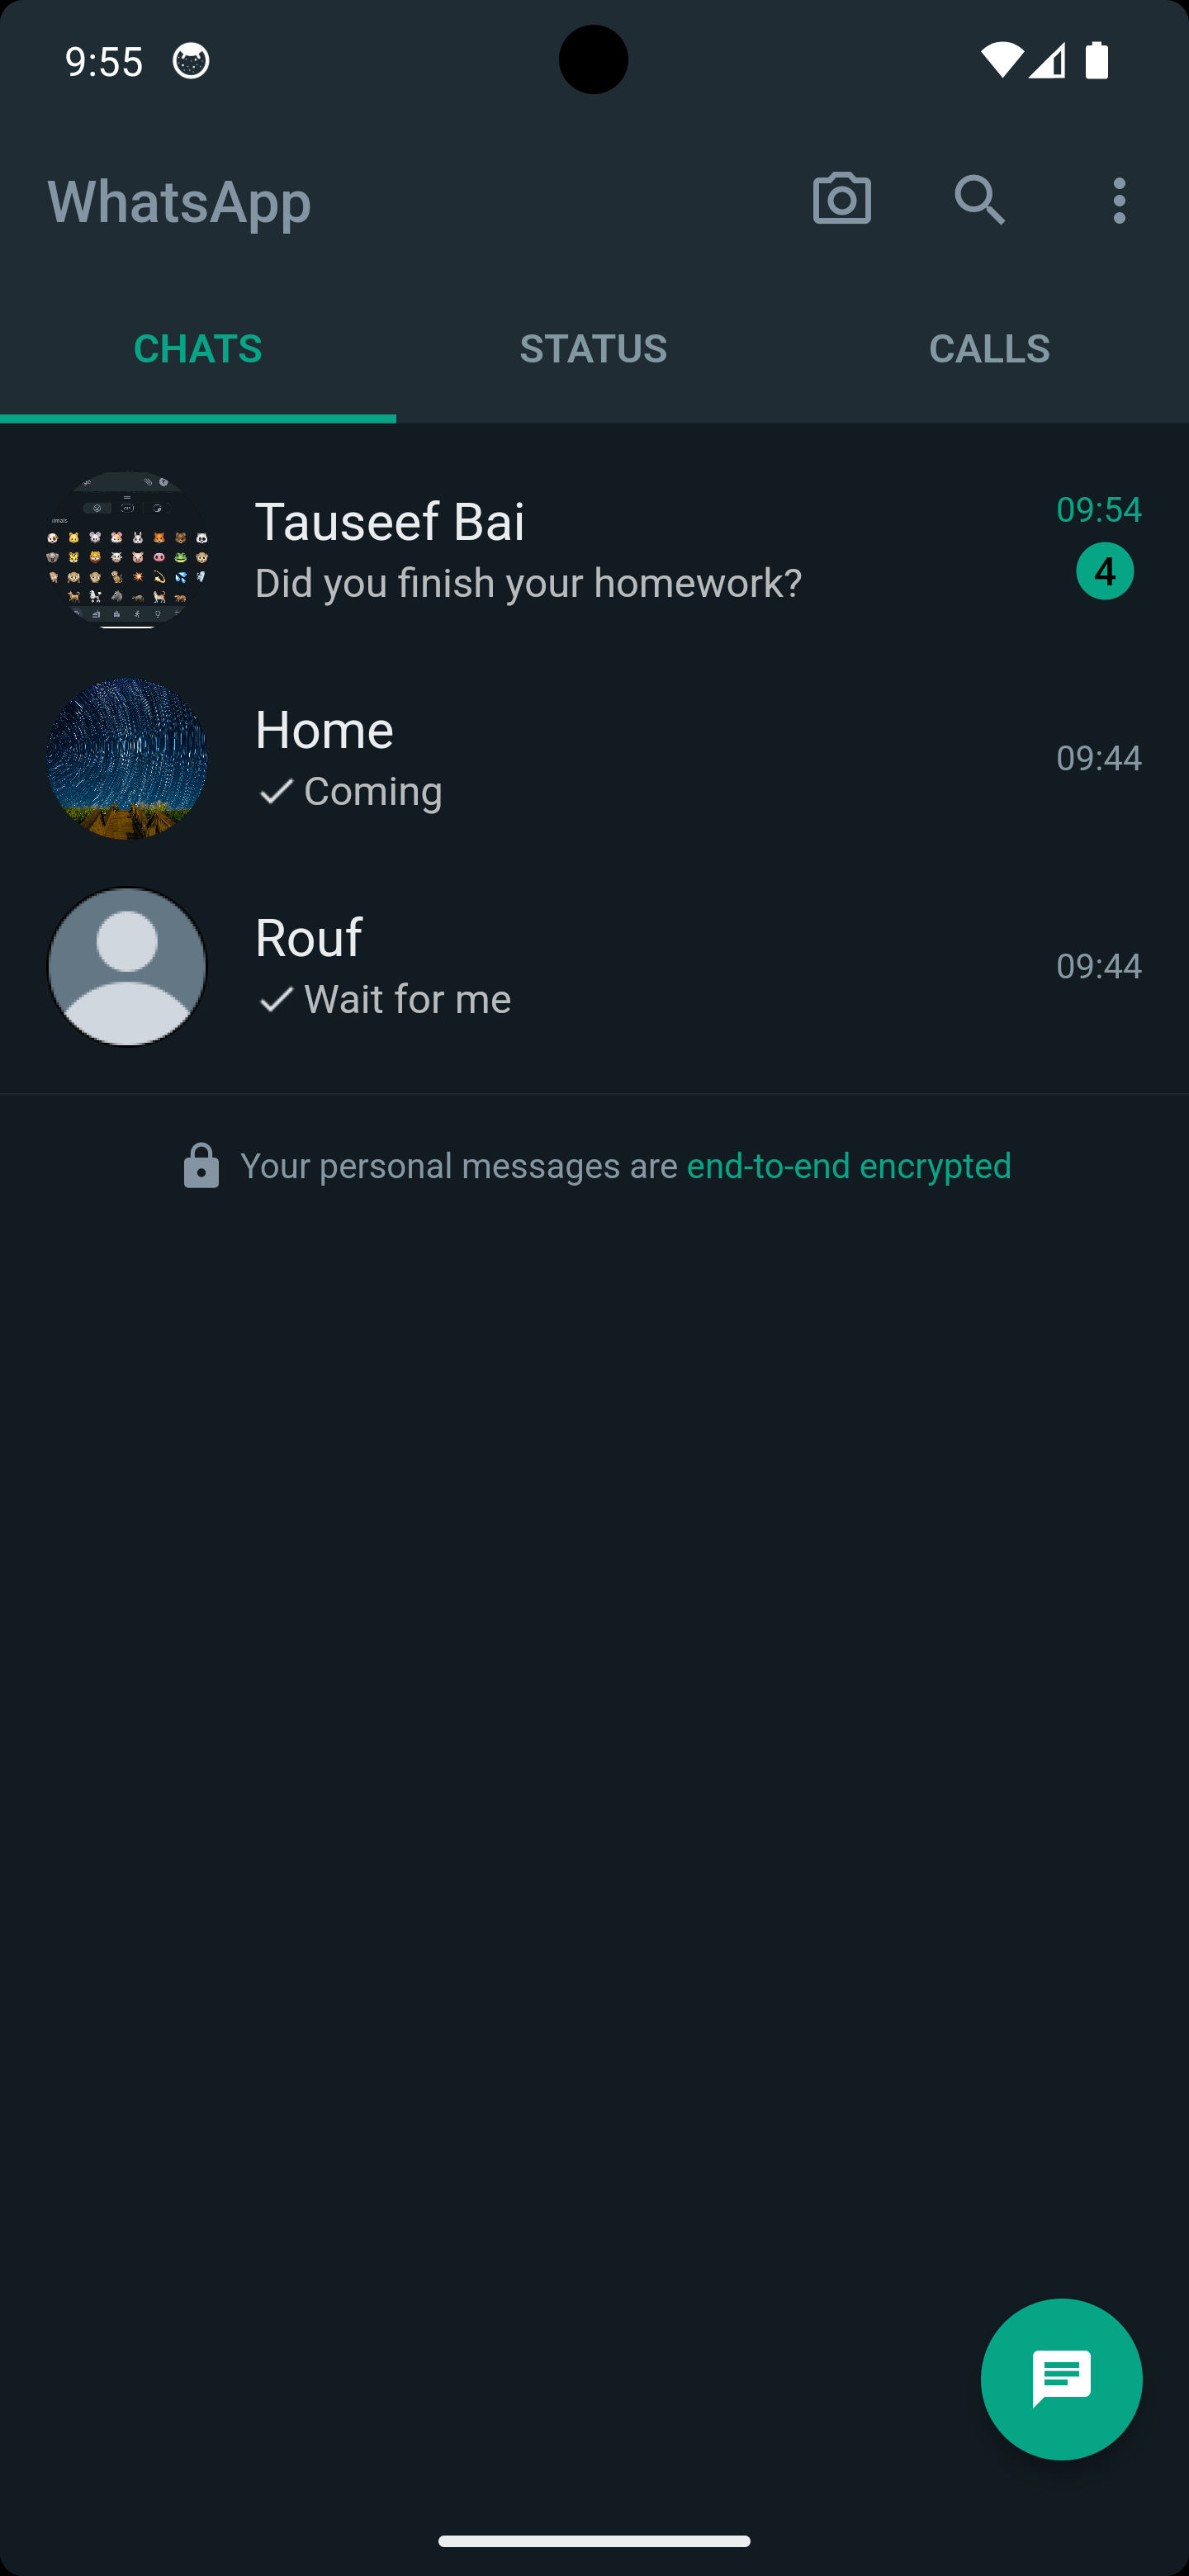 9:55
WhatsApp
CHATS STATUS CALLS
Tauseef Bai 09:54
Did you finish your homework? 4
Home 09:44
Coming
Rouf 09:44
Wait for me
Your personal messages are end-to-end encrypted